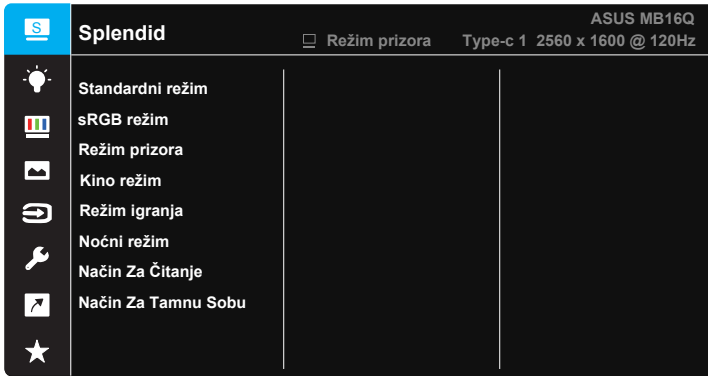 S
Splendid
ASUS MB16Q
Režim prizora Type-c 1 2560 x 1600 @ 120Hz
Standardni režim
sRGB režim
Režim prizora
Kino režim
Režim igranja
Noćni režim
Način Za Čitanje
Način Za Tamnu Sobu